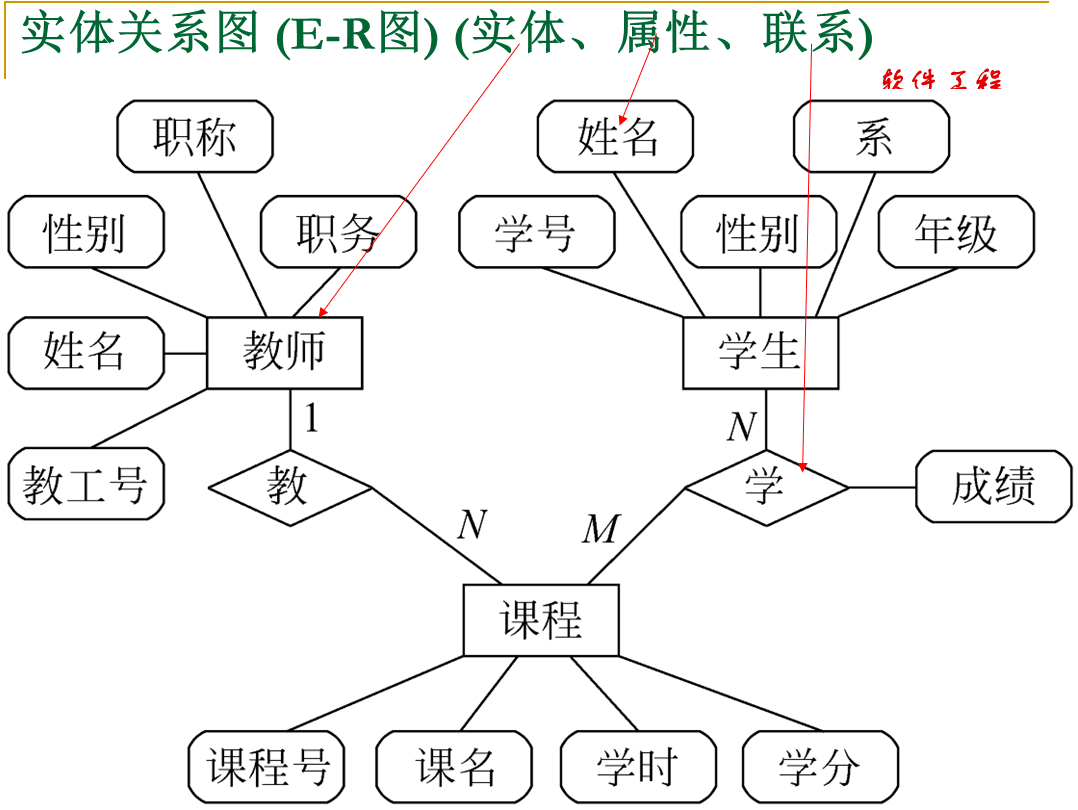 实体关系图 (E-R图) (实体、属性、联系)
软件工程
职称
姓名
系
性别
职务
学号
性别
年级
姓名
教师
学生
1
N
教工号
教
学
成绩
N
M
课程
课程号
课名
学时
学分